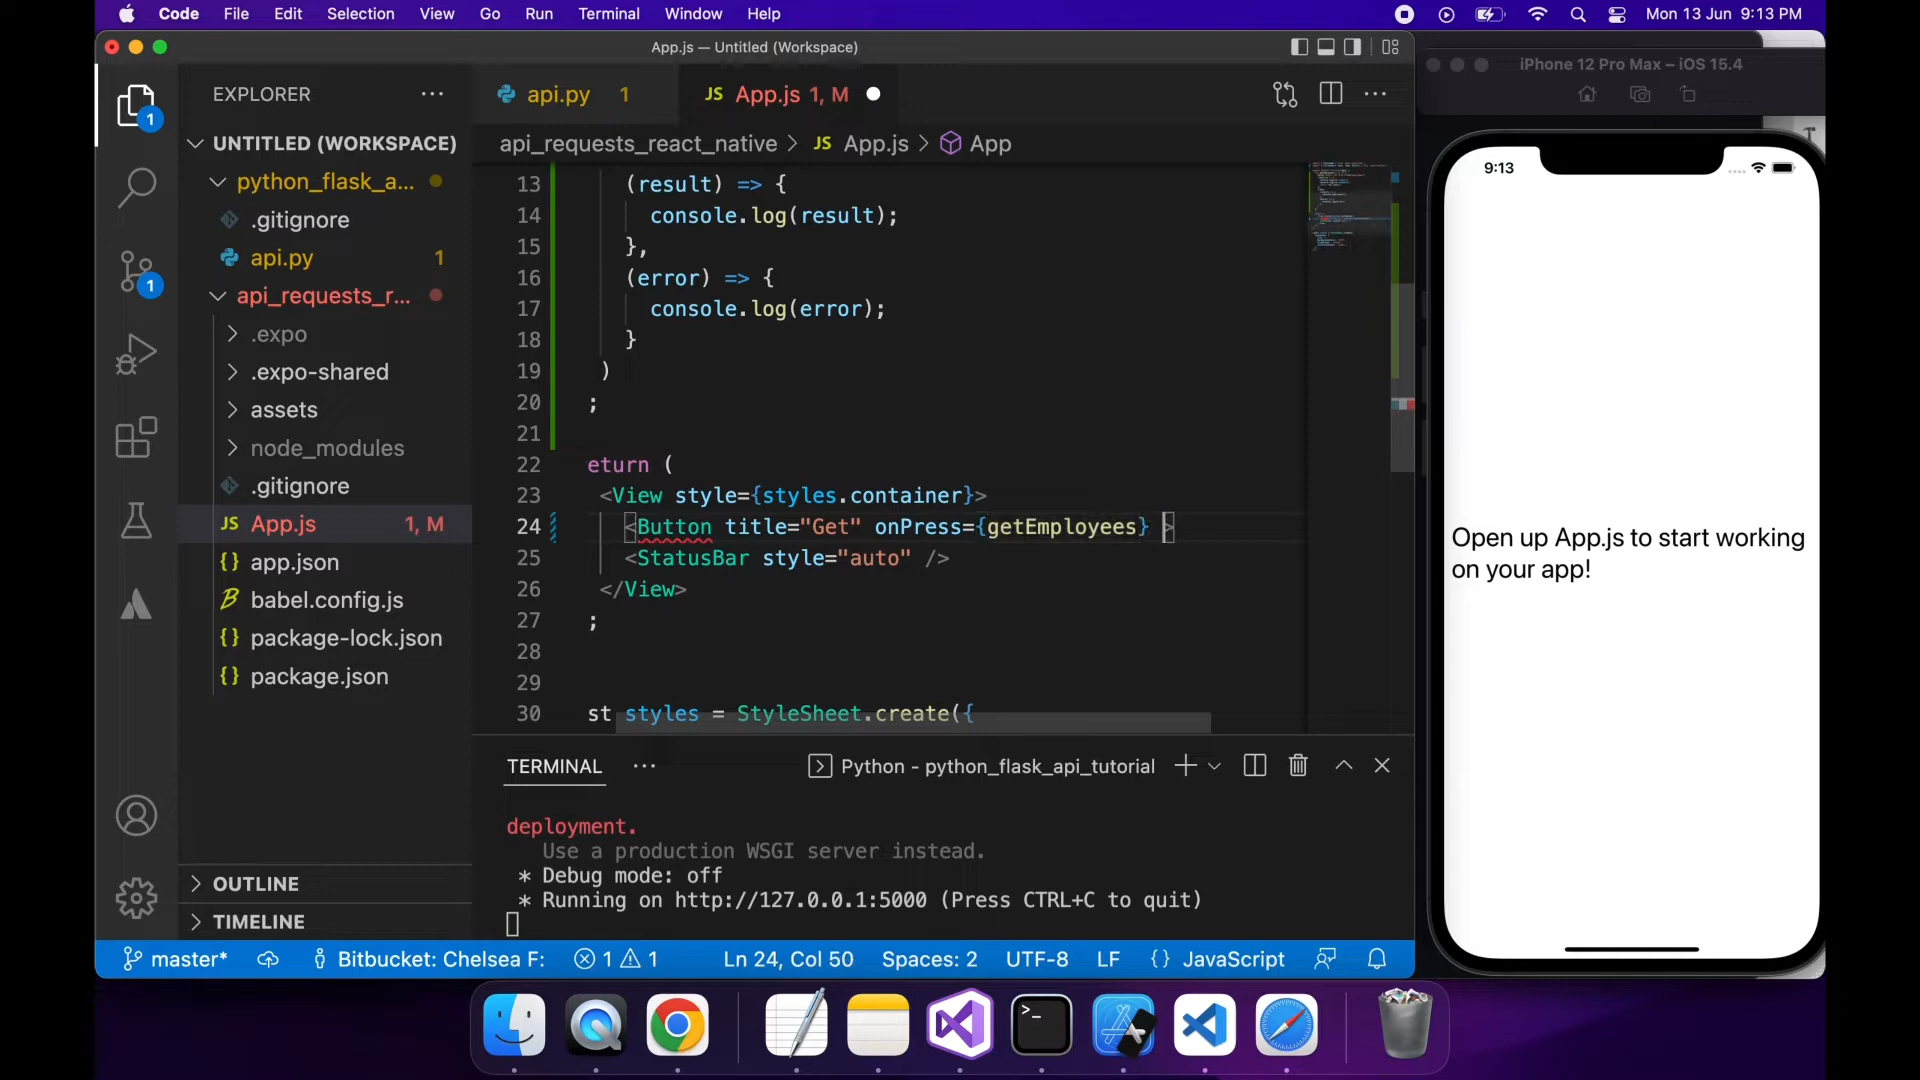 Code File Edit Selection View Go Run Terminal Window Help
Mon 13 Jun 9:13 PM
App.js — Untitled (Workspace)
EXPLORER
1
UNTITLED (WORKSPACE)
python_flask_a...
.gitignore
api.py 1
1
api_requests_r...
.expo
.expo-shared
assets
node_modules
.gitignore
JS App.js 1, M
{} app.json
babel.config.js
{} package-lock.json
{} package.json
OUTLINE
TIMELINE
api.py 1
JS App.js 1, M
api_requests_react_native > JS App.js > App
13 (result) => {
14 console.log(result);
15 },
16 (error) => {
17 console.log(error);
18 }
19 )
20 ;
21
22 eturn (
23 <View style={styles.container}>
24 <Button title="Get" onPress={getEmployees} >
25 <StatusBar style="auto" />
26 </View>
27 ;
28
29
30 st styles = StyleSheet.create({
TERMINAL
Python - python_flask_api_tutorial
deployment.
Use a production WSGI server instead.
* Debug mode: off
* Running on http://127.0.0.1:5000 (Press CTRL+C to quit)
master* Bitbucket: Chelsea F: 1 1 Ln 24, Col 50 Spaces: 2 UTF-8 LF {} JavaScript
iPhone 12 Pro Max – iOS 15.4
9:13
Open up App.js to start working
on your app!